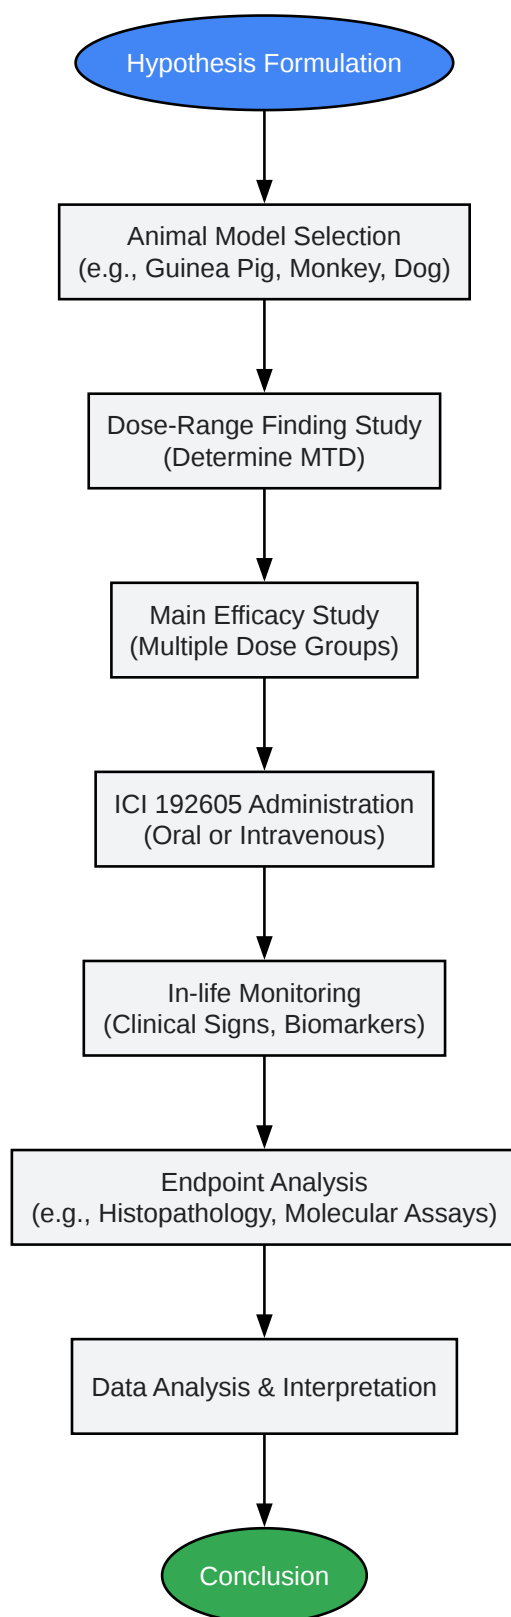 Hypothesis Formulation
Animal Model Selection
(e.g., Guinea Pig, Monkey, Dog)
Dose-Range Finding Study
(Determine MTD)
Main Efficacy Study
(Multiple Dose Groups)
ICI 192605 Administration
(Oral or Intravenous)
In-life Monitoring
(Clinical Signs, Biomarkers)
Endpoint Analysis
(e.g., Histopathology, Molecular Assays)
Data Analysis & Interpretation
Conclusion